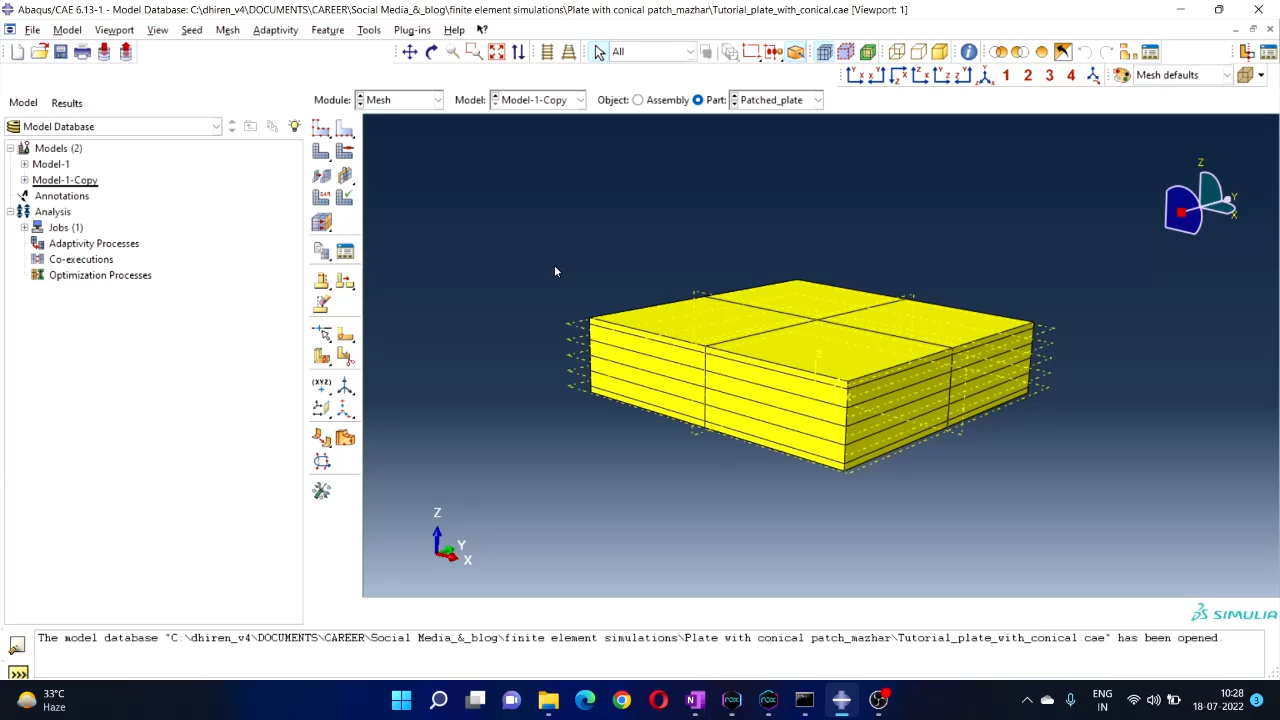 Abaqus/CAE 6.13-1 - Model Database: C:\dhiren_v4\DOCUMENTS\CAREER\Social Media_&_blog\finite element simulations\Plate with conical patch_mazhar\Tutorial_plate_with_conical.cae [Viewport: 1]
File Model Viewport View Seed Mesh Adaptivity Feature Tools Plug-ins Help
All
1 2 3 4 Mesh defaults
Model Results Module: Mesh Model: Model-1-Copy Object: Assembly Part: Patched_plate
Model Database
Models (2)
Model-1
Model-1-Copy
Annotations
Analysis
Jobs (1)
Adaptivity Processes
Co-executions
Optimization Processes
Z
Y
X
Z
Y
X
SIMULIA
The model database "C:\dhiren_v4\DOCUMENTS\CAREER\Social Media_&_blog\finite element simulations\Plate with conical patch_mazhar\Tutorial_plate_with_conical.cae" has been opened.
33°C
Haze
ENG
IN
10:28
18-07-2022
3